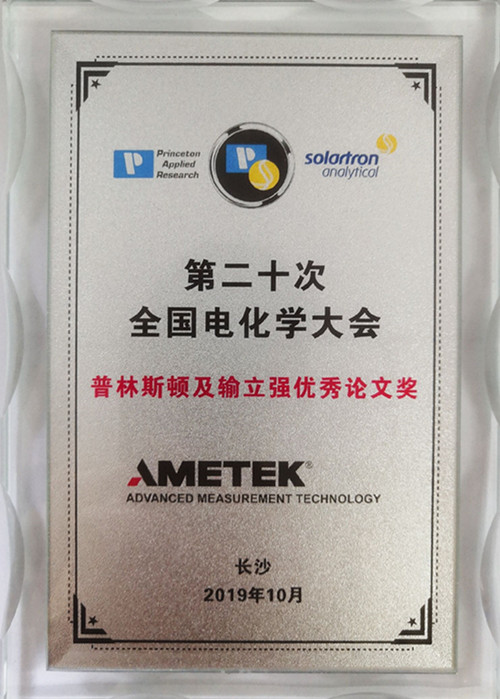 Princeton
Applied
Research
solartron
analytical
第二十次
全国电化学大会
普林斯顿及输立强优秀论文奖
AMETEK®
ADVANCED MEASUREMENT TECHNOLOGY
长沙
2019年10月